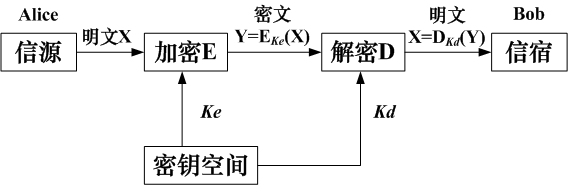 Alice
信源
明文X
加密E
密文
Y=E_Ke(X)
解密D
明文
X=D_Kd(Y)
Bob
信宿
Ke
Kd
密钥空间